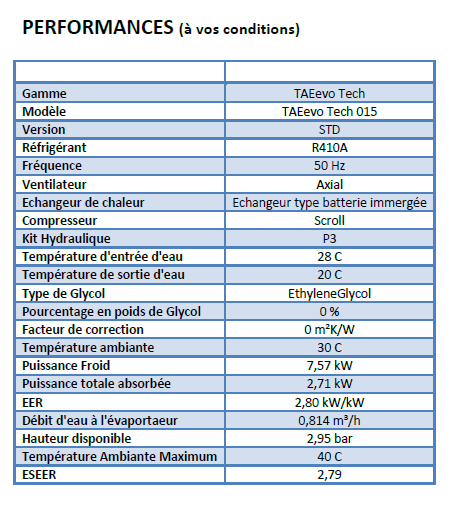 PERFORMANCES (à vos conditions)
Gamme TAEevo Tech
Modèle TAEevo Tech 015
Version STD
Réfrigérant R410A
Fréquence 50 Hz
Ventilateur Axial
Echangeur de chaleur Echangeur type batterie immergée
Compresseur Scroll
Kit Hydraulique P3
Température d'entrée d'eau 28 C
Température de sortie d'eau 20 C
Type de Glycol EthyleneGlycol
Pourcentage en poids de Glycol 0 %
Facteur de correction 0 m²K/W
Température ambiante 30 C
Puissance Froid 7,57 kW
Puissance totale absorbée 2,71 kW
EER 2,80 kW/kW
Débit d'eau à l'évaportaeur 0,814 m³/h
Hauteur disponible 2,95 bar
Température Ambiante Maximum 40 C
ESEER 2,79